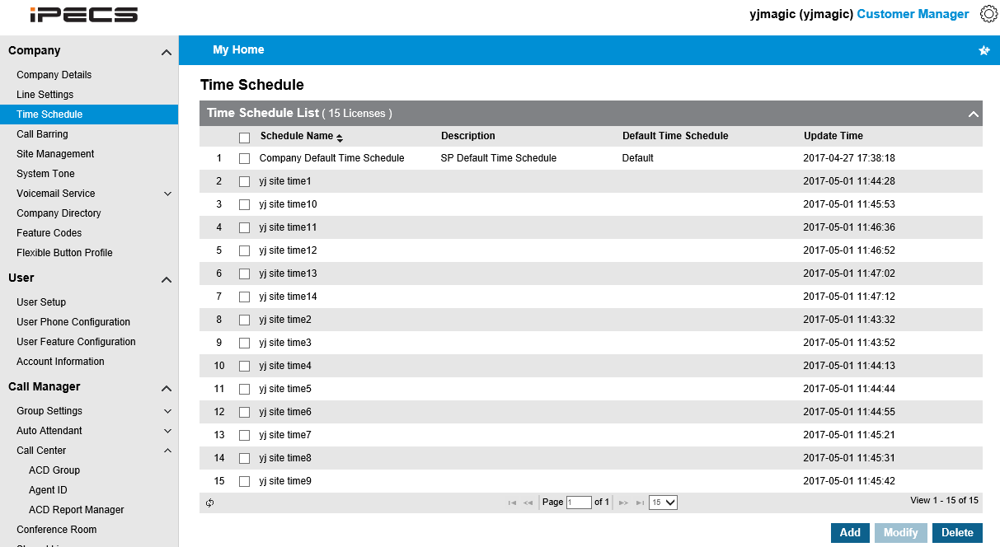 iPECS
yjmagic (yjmagic) Customer Manager
Company
Company Details
Line Settings
Time Schedule
Call Barring
Site Management
System Tone
Voicemail Service
Company Directory
Feature Codes
Flexible Button Profile
User
User Setup
User Phone Configuration
User Feature Configuration
Account Information
Call Manager
Group Settings
Auto Attendant
Call Center
ACD Group
Agent ID
ACD Report Manager
Conference Room
My Home
Time Schedule
Time Schedule List ( 15 Licenses )
Schedule Name Description Default Time Schedule Update Time
1 Company Default Time Schedule SP Default Time Schedule Default 2017-04-27 17:38:18
2 yj site time1 2017-05-01 11:44:28
3 yj site time10 2017-05-01 11:45:53
4 yj site time11 2017-05-01 11:46:36
5 yj site time12 2017-05-01 11:46:52
6 yj site time13 2017-05-01 11:47:02
7 yj site time14 2017-05-01 11:47:12
8 yj site time2 2017-05-01 11:43:32
9 yj site time3 2017-05-01 11:43:52
10 yj site time4 2017-05-01 11:44:13
11 yj site time5 2017-05-01 11:44:44
12 yj site time6 2017-05-01 11:44:55
13 yj site time7 2017-05-01 11:45:21
14 yj site time8 2017-05-01 11:45:31
15 yj site time9 2017-05-01 11:45:42
Page 1 of 1 15 View 1 - 15 of 15
Add Modify Delete